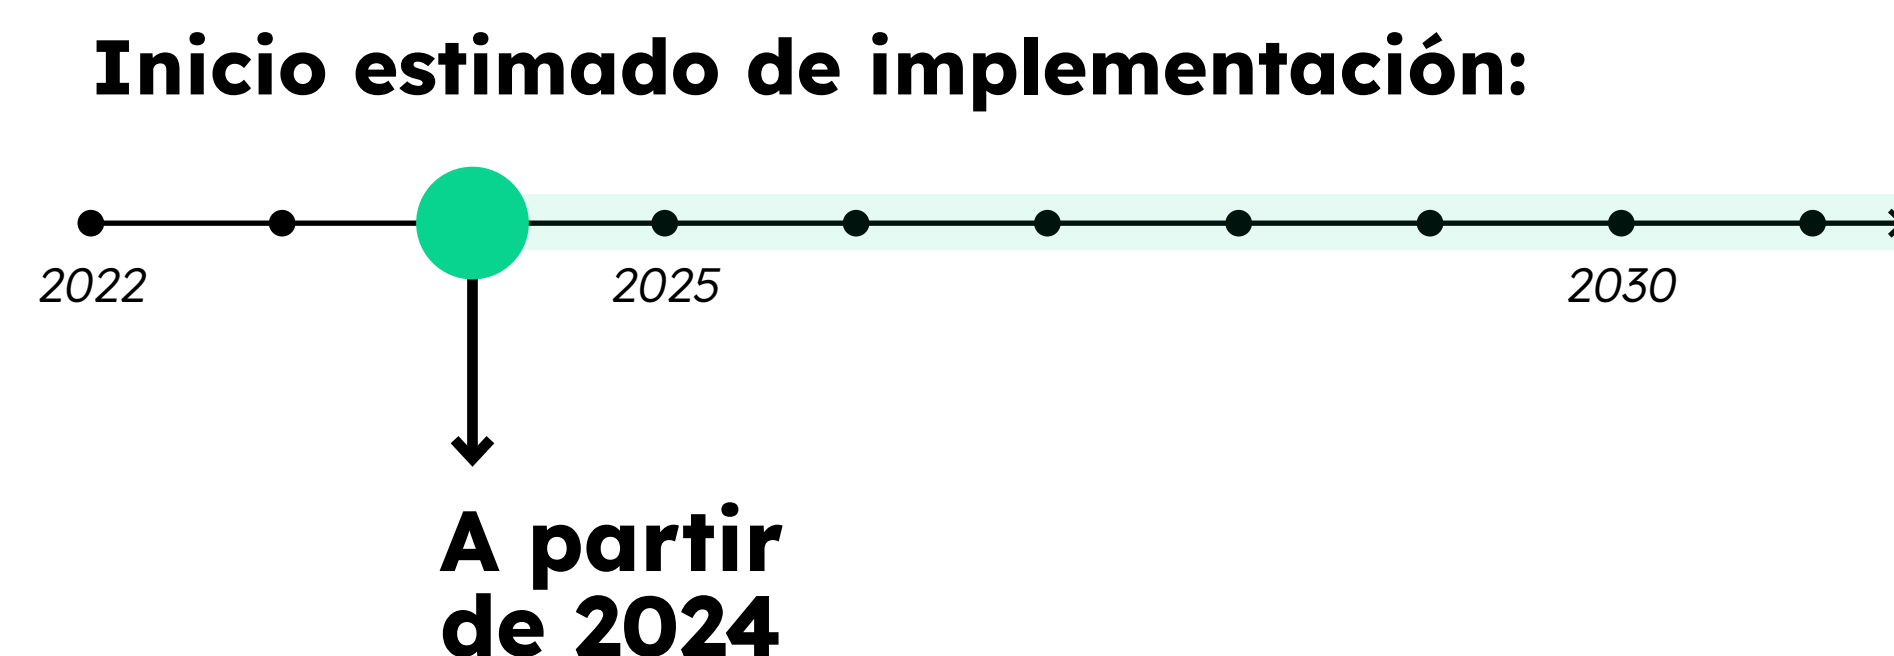 Inicio estimado de implementación:
2022 2025 2030
A partir
de 2024